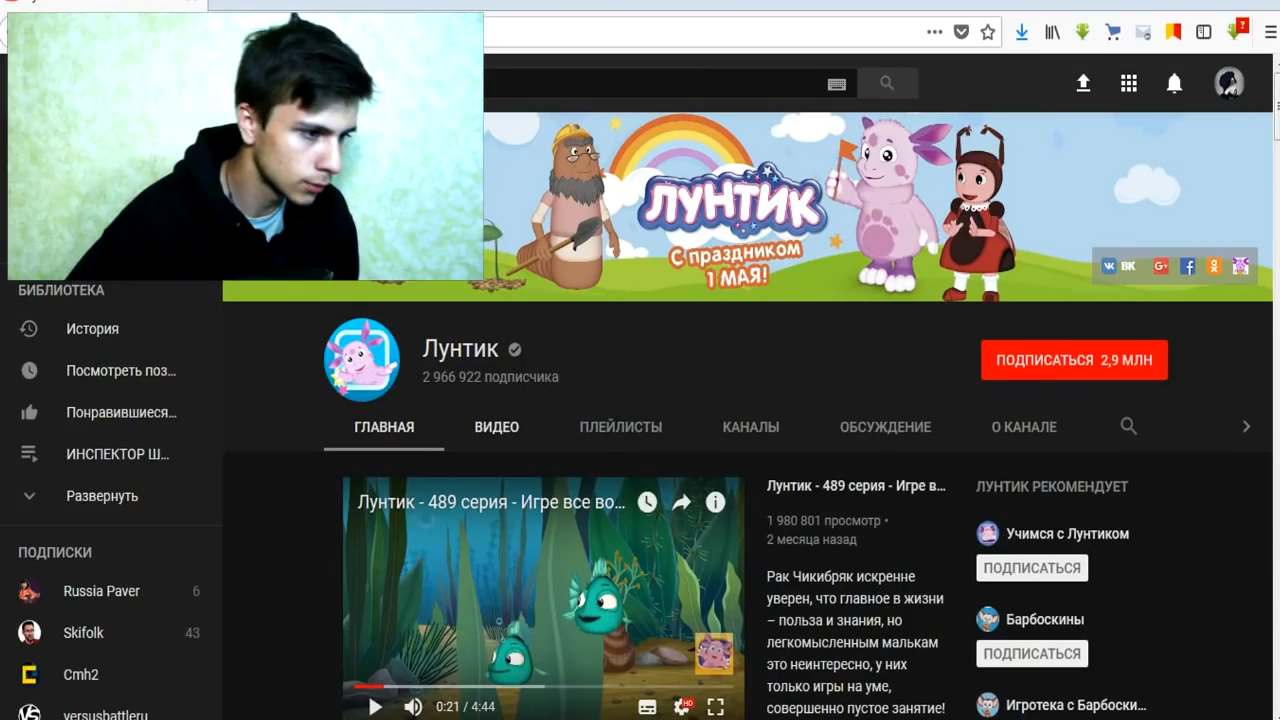 ЛУНТИК
С праздником
1 МАЯ!
ВК
G+
БИБЛИОТЕКА
История
Посмотреть поз...
Понравившиеся...
ИНСПЕКТОР Ш...
Развернуть
ПОДПИСКИ
Russia Paver 6
Skifolk 43
Cmh2
versusbattleru
Лунтик
2 966 922 подписчика
ПОДПИСАТЬСЯ 2,9 МЛН
ГЛАВНАЯ ВИДЕО ПЛЕЙЛИСТЫ КАНАЛЫ ОБСУЖДЕНИЕ О КАНАЛЕ
Лунтик - 489 серия - Игре все во...
HD
0:21 / 4:44
Лунтик - 489 серия - Игре в...
1 980 801 просмотр •
2 месяца назад
Рак Чикибряк искренне
уверен, что главное в жизни
– польза и знания, но
легкомысленным малькам
это неинтересно, у них
только игры на уме,
совершенно пустое занятие!
ЛУНТИК РЕКОМЕНДУЕТ
Учимся с Лунтиком
ПОДПИСАТЬСЯ
Барбоскины
ПОДПИСАТЬСЯ
Игротека с Барбоски...